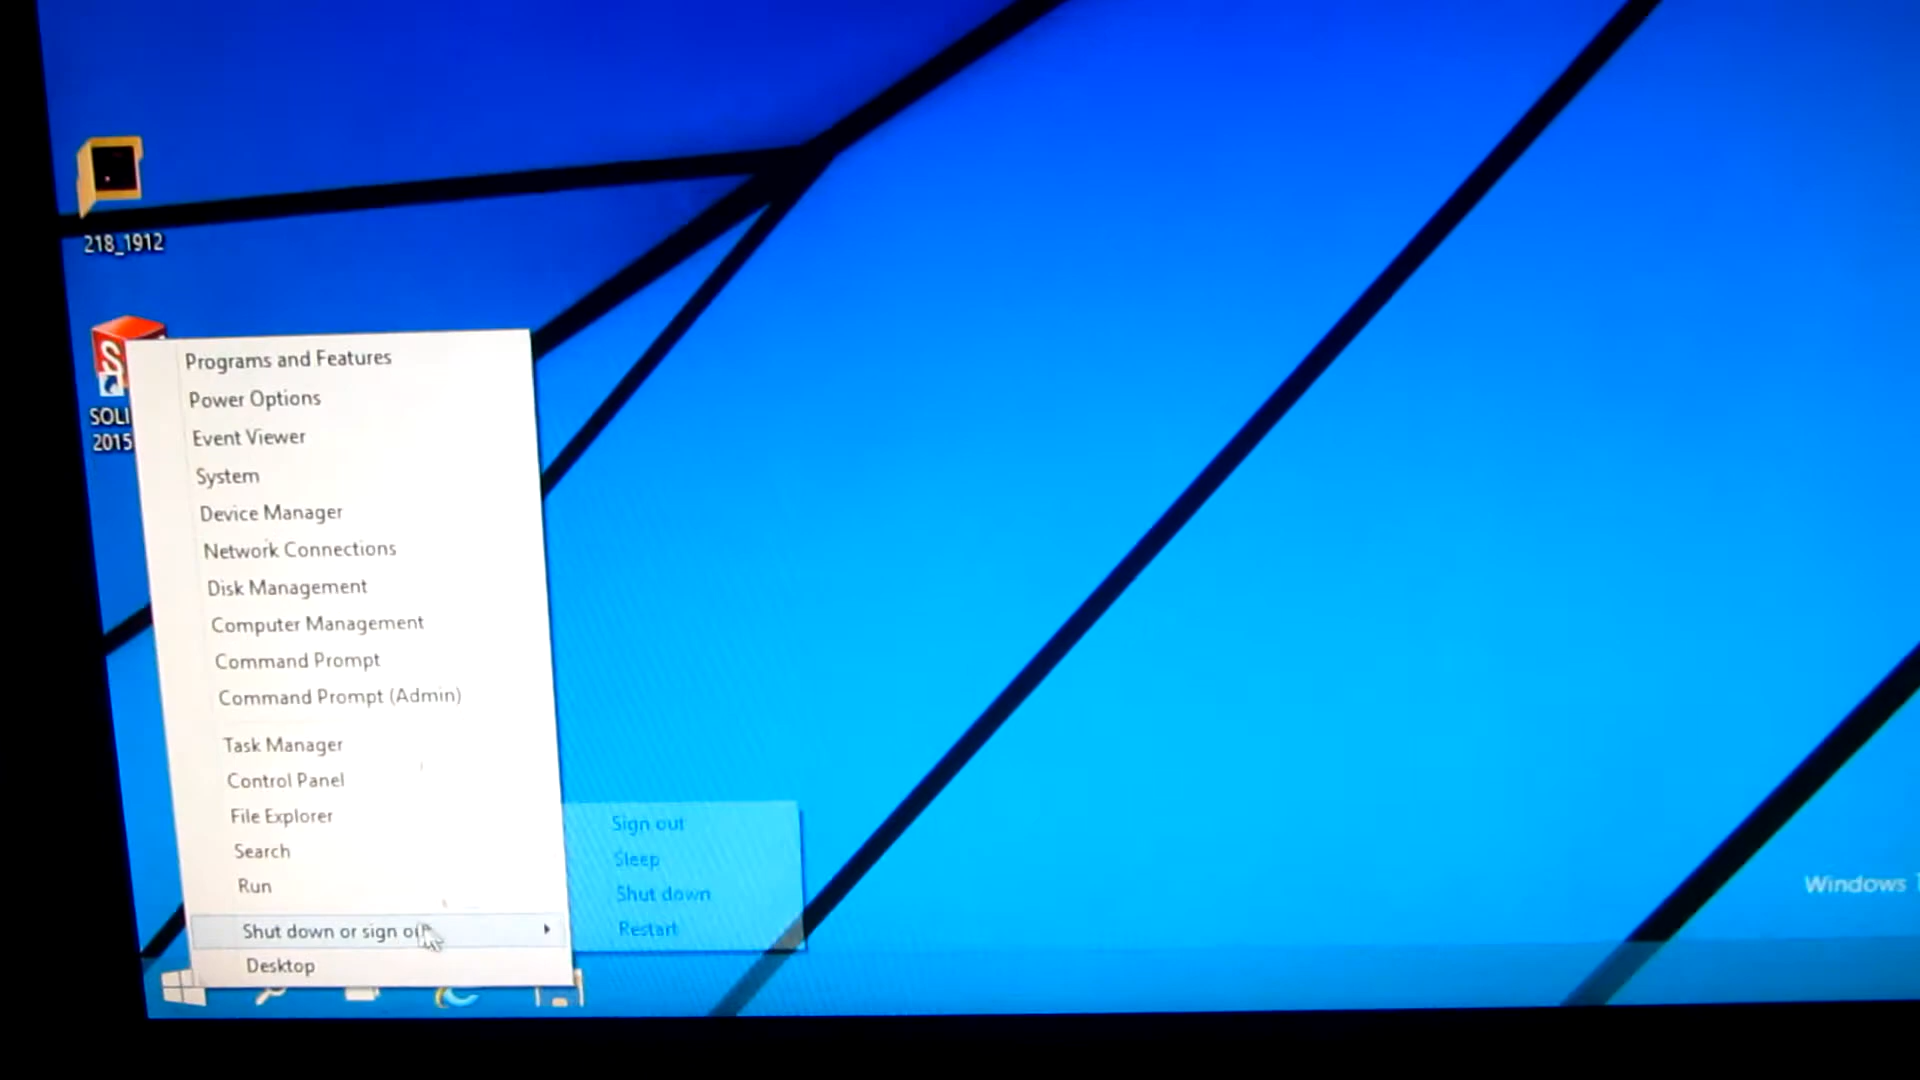 218_1912
SOLI
2015
Programs and Features
Power Options
Event Viewer
System
Device Manager
Network Connections
Disk Management
Computer Management
Command Prompt
Command Prompt (Admin)
Task Manager
Control Panel
File Explorer
Search
Run
Shut down or sign out
Desktop
Sign out
Sleep
Shut down
Restart
Windows